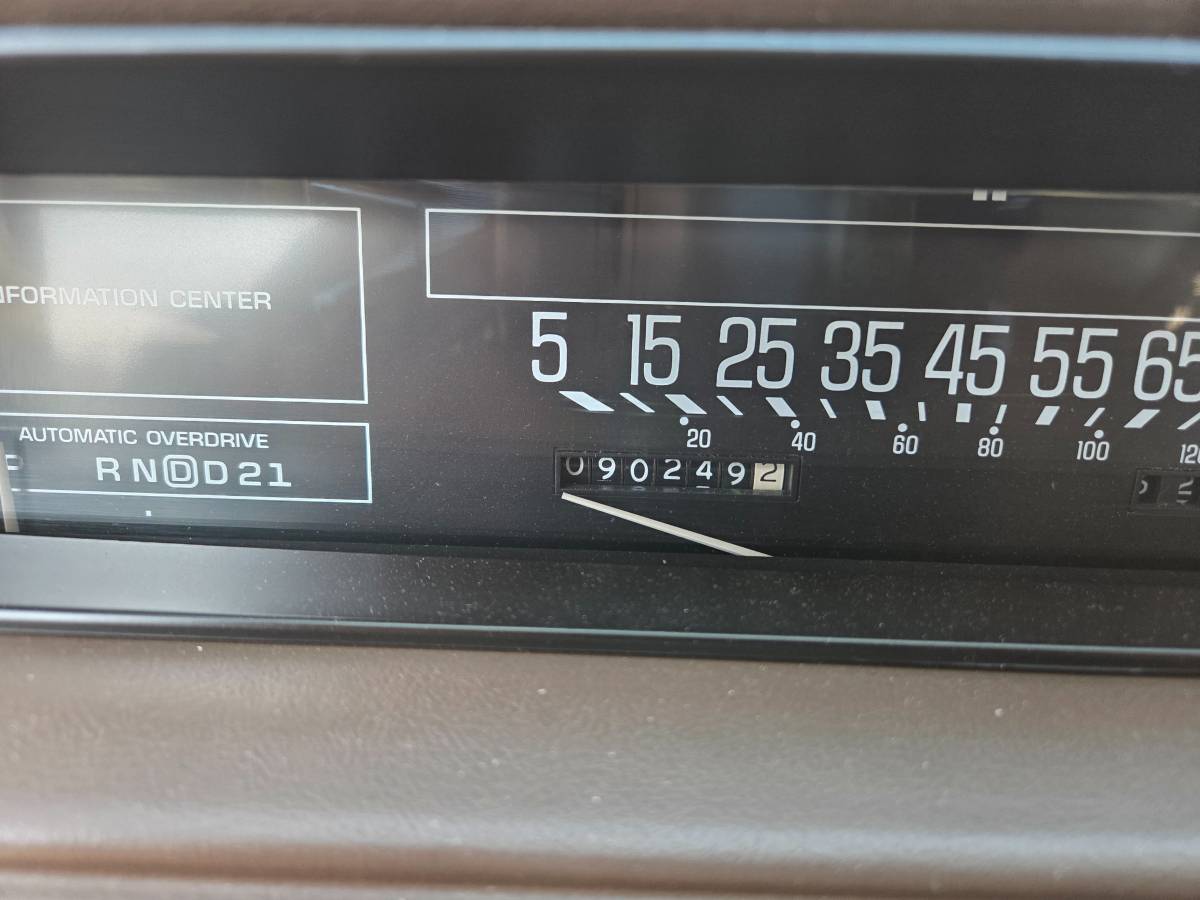 INFORMATION CENTER
5 15 25 35 45 55 65
20 40 60 80 100 120
AUTOMATIC OVERDRIVE
P R N D D 2 1
0902492